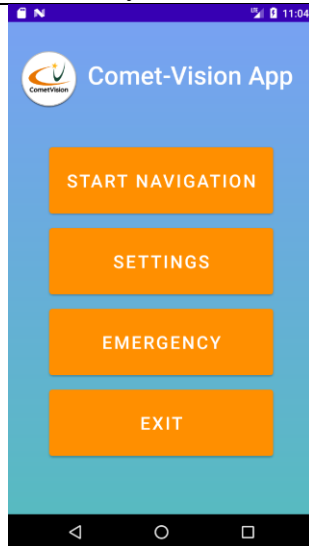 11:04
CometVision
Comet-Vision App
START NAVIGATION
SETTINGS
EMERGENCY
EXIT